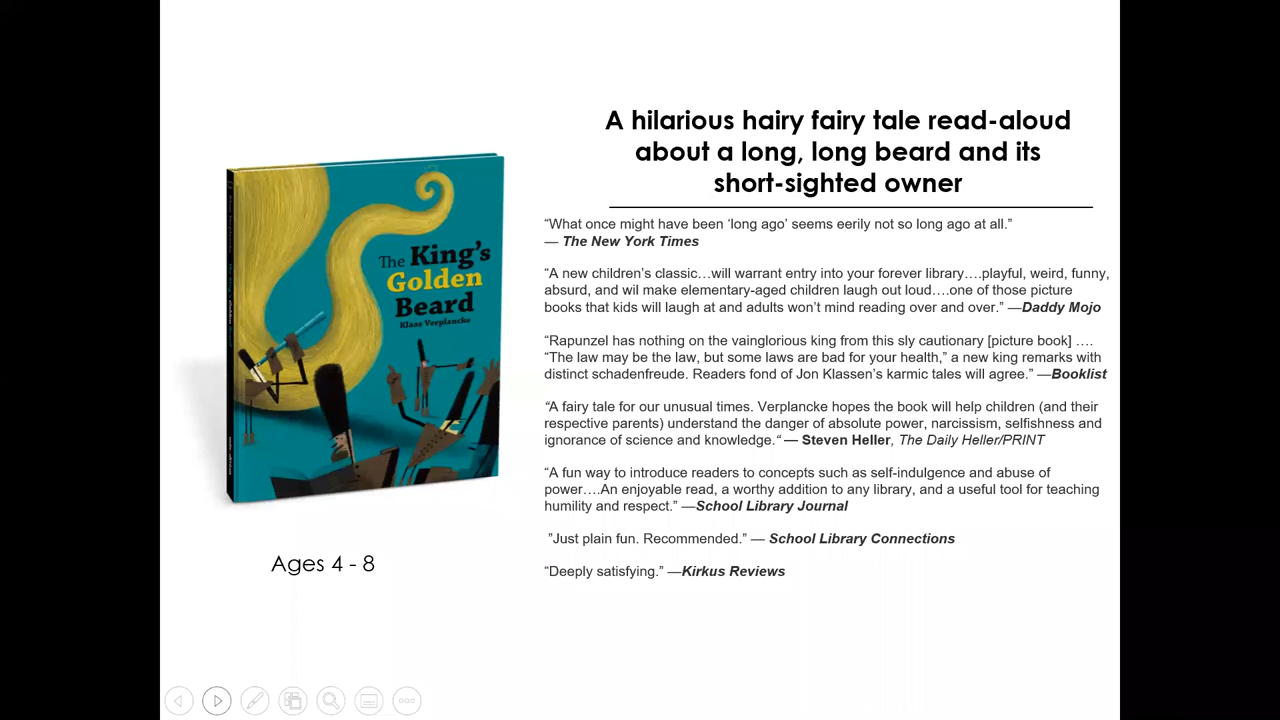 A hilarious hairy fairy tale read-aloud
about a long, long beard and its
short-sighted owner
The King's
Golden
Beard
Klaas Verplancke
Ages 4 - 8
“What once might have been ‘long ago’ seems eerily not so long ago at all.”
— The New York Times
“A new children’s classic…will warrant entry into your forever library….playful, weird, funny,
absurd, and wil make elementary-aged children laugh out loud….one of those picture
books that kids will laugh at and adults won’t mind reading over and over.” —Daddy Mojo
“Rapunzel has nothing on the vainglorious king from this sly cautionary [picture book] ….
“The law may be the law, but some laws are bad for your health,” a new king remarks with
distinct schadenfreude. Readers fond of Jon Klassen’s karmic tales will agree.” —Booklist
“A fairy tale for our unusual times. Verplancke hopes the book will help children (and their
respective parents) understand the danger of absolute power, narcissism, selfishness and
ignorance of science and knowledge.“ — Steven Heller, The Daily Heller/PRINT
“A fun way to introduce readers to concepts such as self-indulgence and abuse of
power….An enjoyable read, a worthy addition to any library, and a useful tool for teaching
humility and respect.” —School Library Journal
”Just plain fun. Recommended.” — School Library Connections
“Deeply satisfying.” —Kirkus Reviews